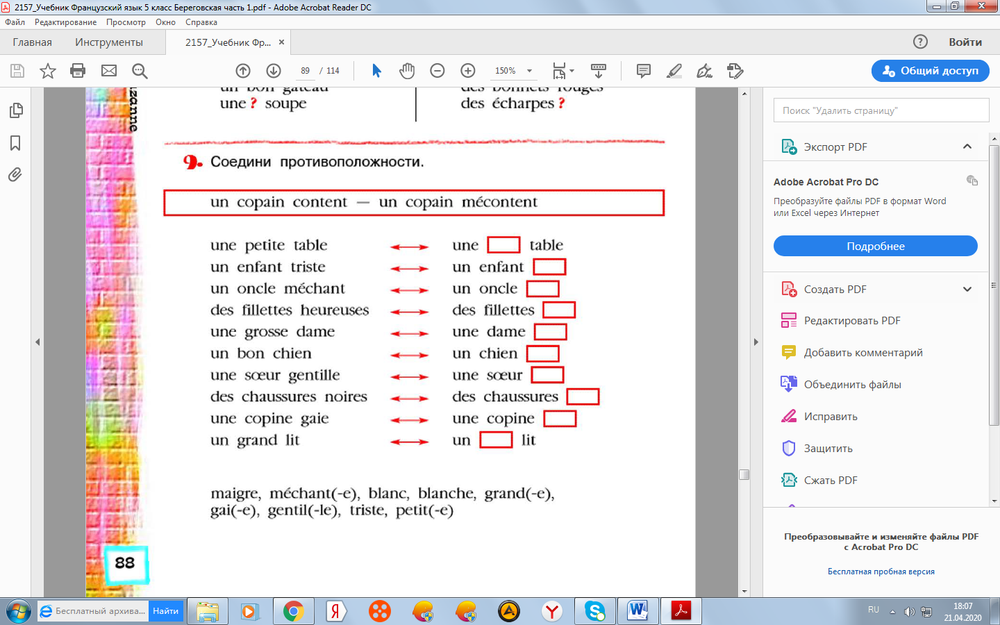 2157_Учебник Французский язык 5 класс Береговская часть 1.pdf - Adobe Acrobat Reader DC
Файл Редактирование Просмотр Окно Справка
Главная Инструменты 2157_Учебник Фр... × Войти
89 / 114 150% Общий доступ
un bon gâteau des bonnets rouges
une ? soupe des écharpes ?
zanne
9. Соедини противоположности.
un copain content — un copain mécontent
une petite table une table
un enfant triste un enfant
un oncle méchant un oncle
des fillettes heureuses des fillettes
une grosse dame une dame
un bon chien un chien
une sœur gentille une sœur
des chaussures noires des chaussures
une copine gaie une copine
un grand lit un lit
maigre, méchant(-e), blanc, blanche, grand(-e),
gai(-e), gentil(-le), triste, petit(-e)
88
Поиск "Удалить страницу"
Экспорт PDF
Adobe Acrobat Pro DC
Преобразуйте файлы PDF в формат Word
или Excel через Интернет
Подробнее
Создать PDF
Редактировать PDF
Добавить комментарий
Объединить файлы
Исправить
Защитить
Сжать PDF
Преобразовывайте и изменяйте файлы PDF
с Acrobat Pro DC
Бесплатная пробная версия
Бесплатный архива... Найти
RU 18:07
21.04.2020